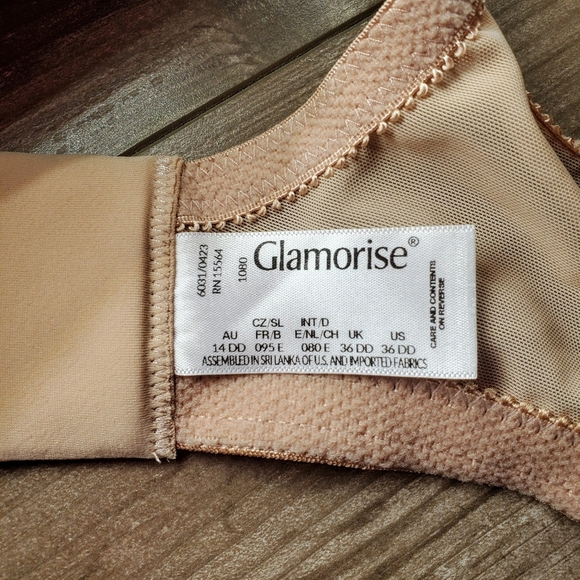 6031/0423
RN 15564
1080
Glamorise®
CZ/SL INT/D
AU FR/B E/NL/CH UK US
14 DD 095 E 080 E 36 DD 36 DD
ASSEMBLED IN SRI LANKA OF U.S. AND IMPORTED FABRICS
CARE AND CONTENTS
ON REVERSE